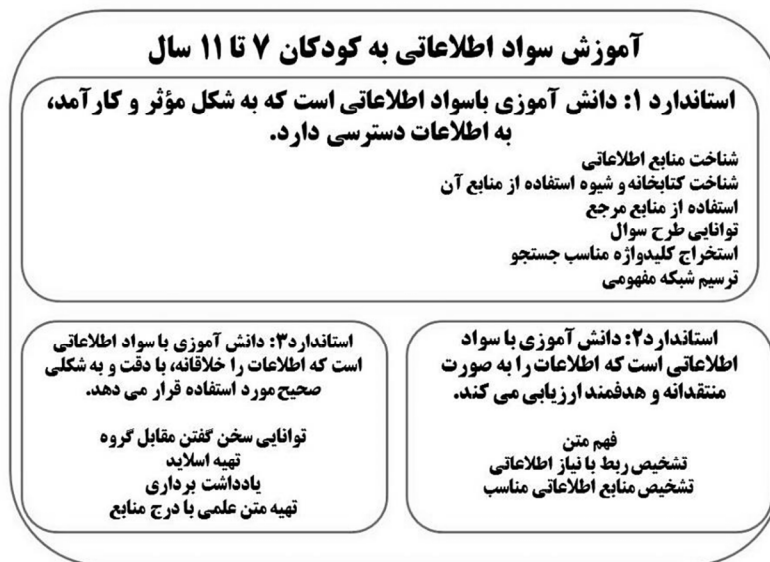 آموزش سواد اطلاعاتی به کودکان ۷ تا ۱۱ سال
استاندارد ۱: دانش آموزی باسواد اطلاعاتی است که به شکل مؤثر و کارآمد،
به اطلاعات دسترسی دارد.
شناخت منابع اطلاعاتی
شناخت کتابخانه و شیوه استفاده از منابع آن
استفاده از منابع مرجع
توانایی طرح سوال
استخراج کلیدواژه مناسب جستجو
ترسیم شبکه مفهومی
استاندارد۲: دانش آموزی با سواد
اطلاعاتی است که اطلاعات را به صورت
منتقدانه و هدفمند ارزیابی می کند.
فهم متن
تشخیص ربط با نیاز اطلاعاتی
تشخیص منابع اطلاعاتی مناسب
استاندارد۳: دانش آموزی با سواد اطلاعاتی
است که اطلاعات را خلاقانه، با دقت و به شکلی
صحیح مورد استفاده قرار می دهد.
توانایی سخن گفتن مقابل گروه
تهیه اسلاید
یادداشت برداری
تهیه متن علمی با درج منابع